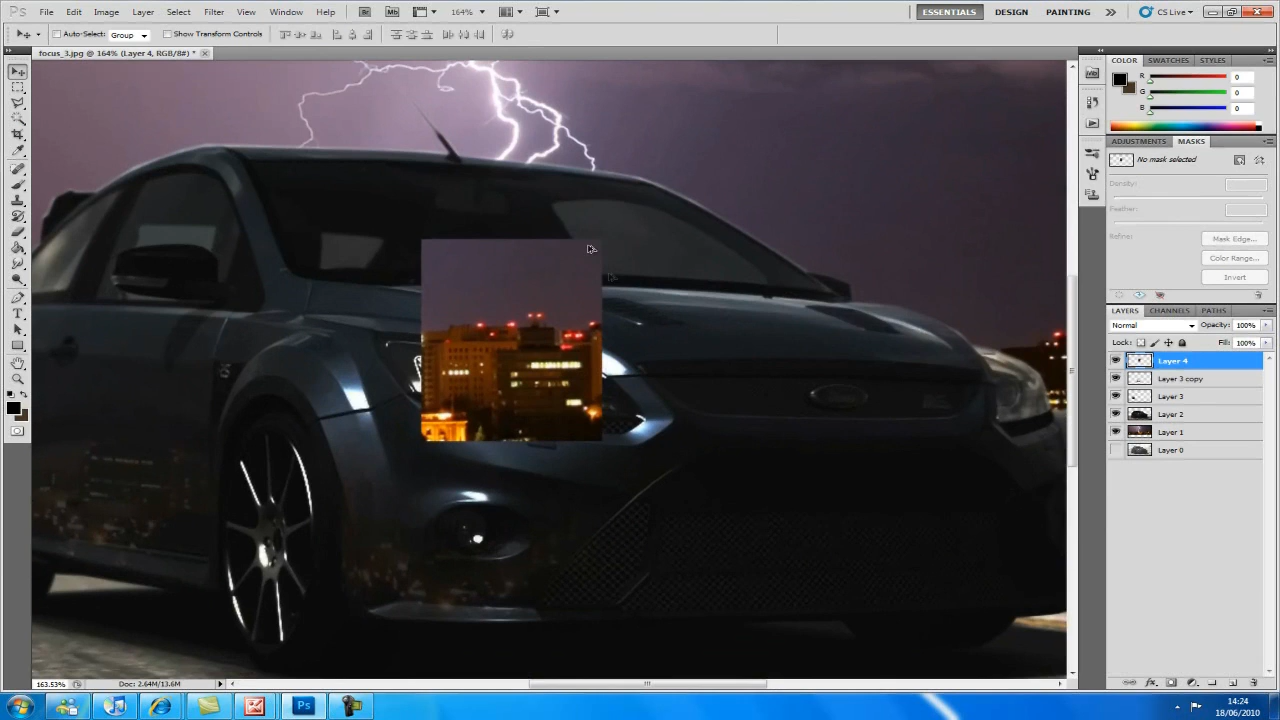 Ps File Edit Image Layer Select Filter View Window Help Br Mb 164% ESSENTIALS DESIGN PAINTING CS Live
Auto-Select: Group Show Transform Controls
focus_3.jpg @ 164% (Layer 4, RGB/8#) *
COLOR SWATCHES STYLES
R 0
G 0
B 0
ADJUSTMENTS MASKS
No mask selected
Density:
Feather:
Refine: Mask Edge...
Color Range...
Invert
LAYERS CHANNELS PATHS
Normal Opacity: 100%
Lock: Fill: 100%
Layer 4
Layer 3 copy
Layer 3
Layer 2
Layer 1
Layer 0
163.53% Doc: 2.64M/13.6M
Ps
14:24
18/06/2010